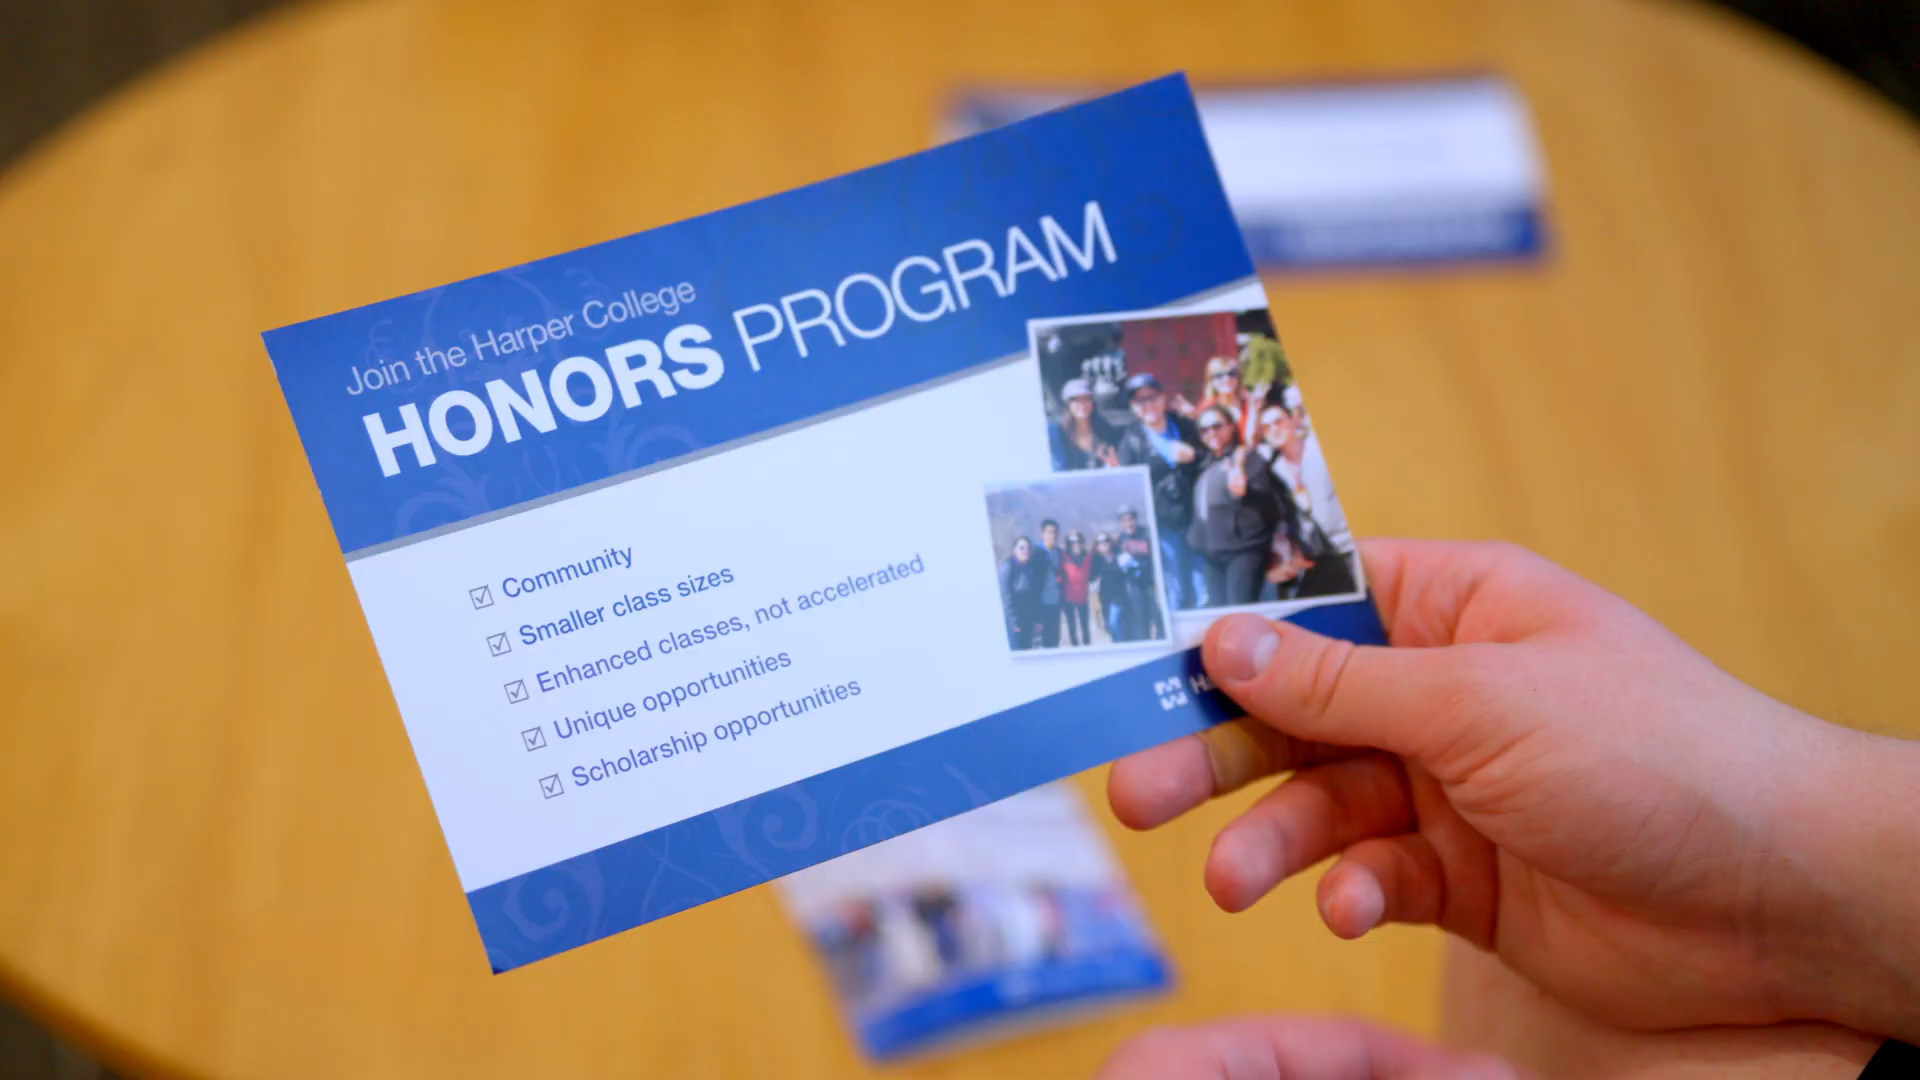 Join the Harper College
HONORS PROGRAM
Community
Smaller class sizes
Enhanced classes, not accelerated
Unique opportunities
Scholarship opportunities